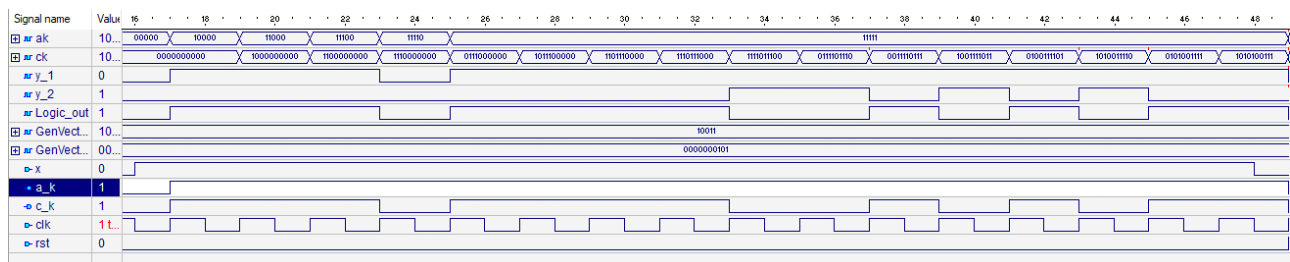 Signal name Value 16 18 20 22 24 26 28 30 32 34 36 38 40 42 44 46 48
ak 10... 00000 10000 11000 11100 11110 11111
ck 10... 0000000000 1000000000 1100000000 1110000000 0111000000 1011100000 1101110000 1110111000 1111011100 0111101110 0011110111 1001111011 0100111101 1010011110 0101001111 1010100111
y_1 0
y_2 1
Logic_out 1
GenVect... 10... 10011
GenVect... 00... 0000000101
x 0
a_k 1
c_k 1
clk 1 t...
rst 0